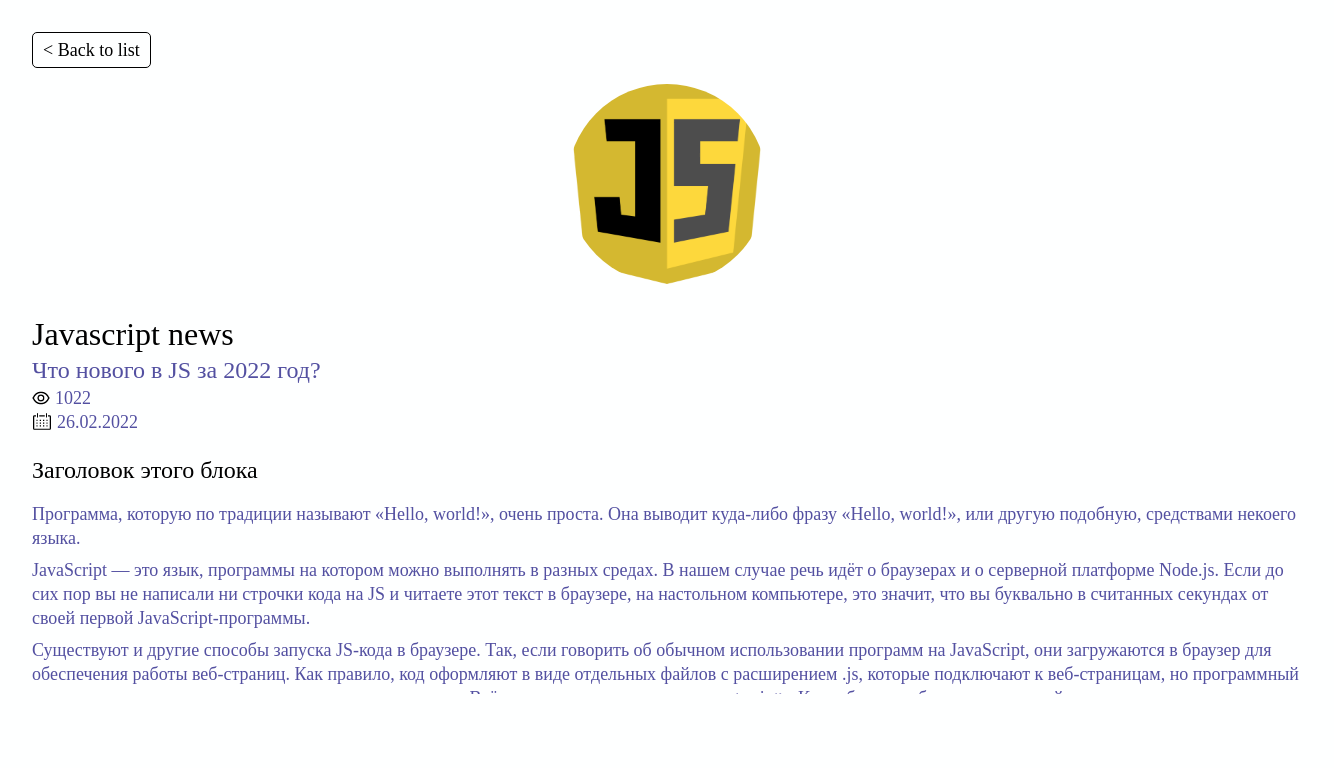 < Back to list
JS
Javascript news
Что нового в JS за 2022 год?
1022
26.02.2022
Заголовок этого блока
Программа, которую по традиции называют «Hello, world!», очень проста. Она выводит куда-либо фразу «Hello, world!», или другую подобную, средствами некоего
языка.
JavaScript — это язык, программы на котором можно выполнять в разных средах. В нашем случае речь идёт о браузерах и о серверной платформе Node.js. Если до
сих пор вы не написали ни строчки кода на JS и читаете этот текст в браузере, на настольном компьютере, это значит, что вы буквально в считанных секундах от
своей первой JavaScript-программы.
Существуют и другие способы запуска JS-кода в браузере. Так, если говорить об обычном использовании программ на JavaScript, они загружаются в браузер для
обеспечения работы веб-страниц. Как правило, код оформляют в виде отдельных файлов с расширением .js, которые подключают к веб-страницам, но программный